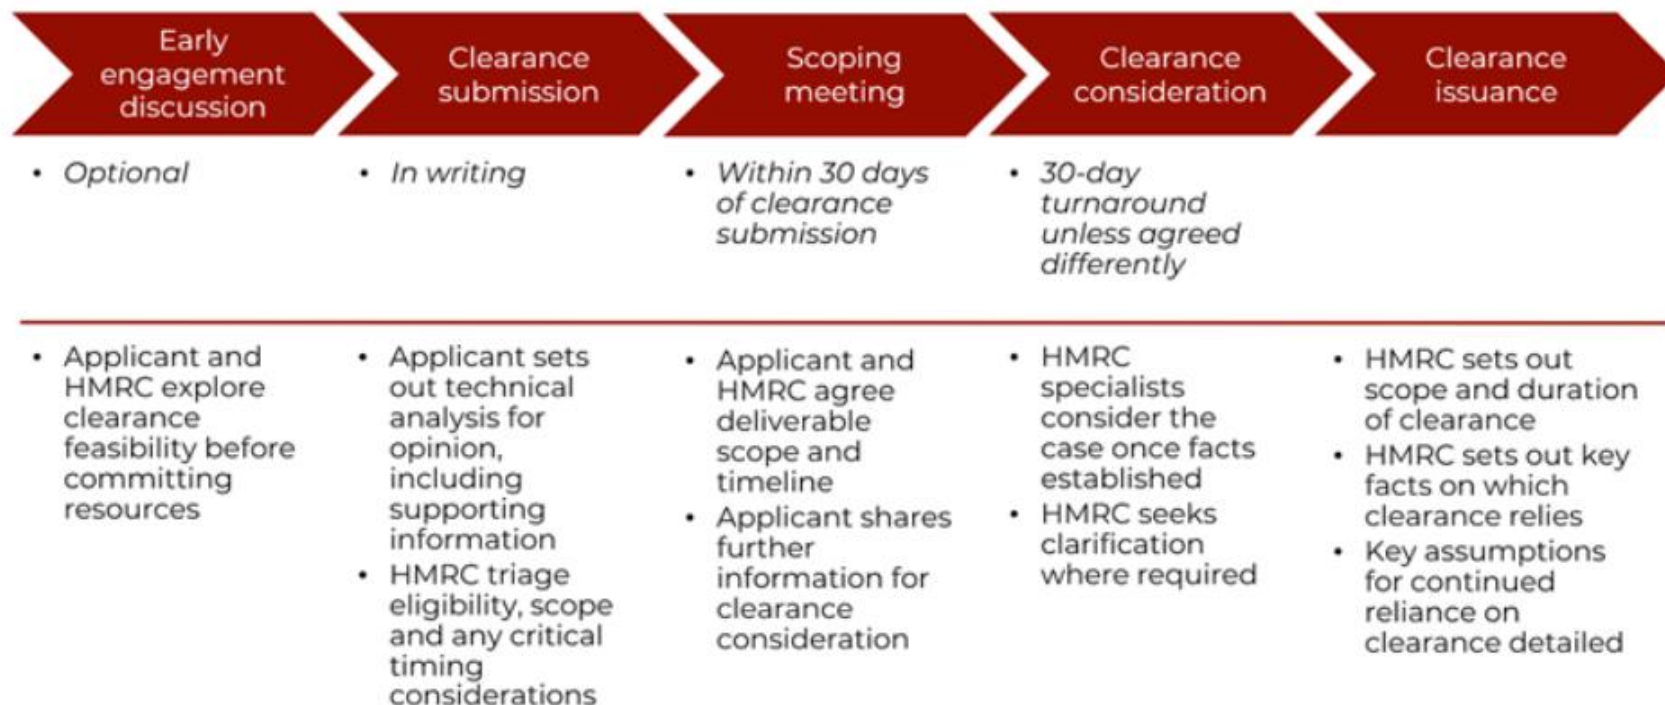 Early
engagement
discussion
Clearance
submission
Scoping
meeting
Clearance
consideration
Clearance
issuance
• Optional
• In writing
• Within 30 days
of clearance
submission
• 30-day
turnaround
unless agreed
differently
• Applicant and
HMRC explore
clearance
feasibility before
committing
resources
• Applicant sets
out technical
analysis for
opinion,
including
supporting
information
• HMRC triage
eligibility, scope
and any critical
timing
considerations
• Applicant and
HMRC agree
deliverable
scope and
timeline
• Applicant shares
further
information for
clearance
consideration
• HMRC
specialists
consider the
case once facts
established
• HMRC seeks
clarification
where required
• HMRC sets out
scope and duration
of clearance
• HMRC sets out key
facts on which
clearance relies
• Key assumptions
for continued
reliance on
clearance detailed